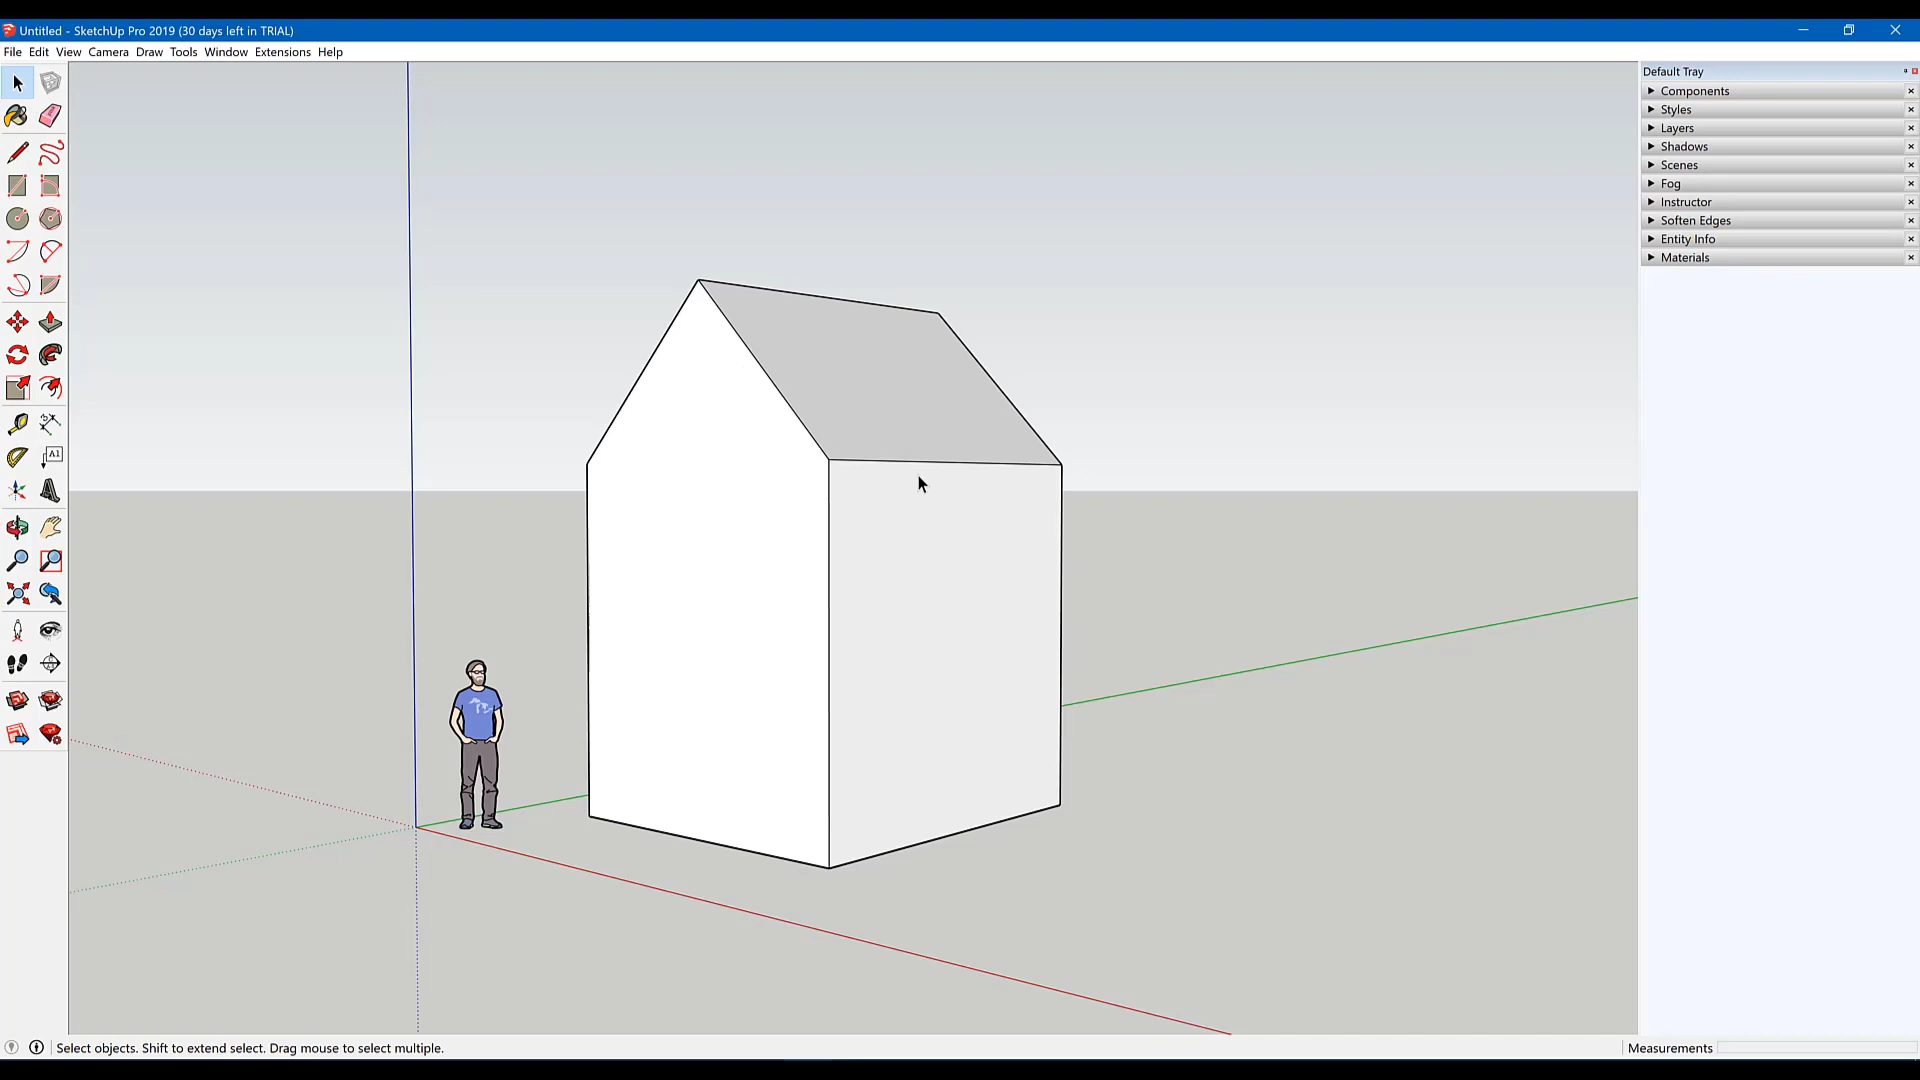 Untitled - SketchUp Pro 2019 (30 days left in TRIAL)
File Edit View Camera Draw Tools Window Extensions Help
Default Tray
Components
Styles
Layers
Shadows
Scenes
Fog
Instructor
Soften Edges
Entity Info
Materials
A1
Select objects. Shift to extend select. Drag mouse to select multiple.
Measurements